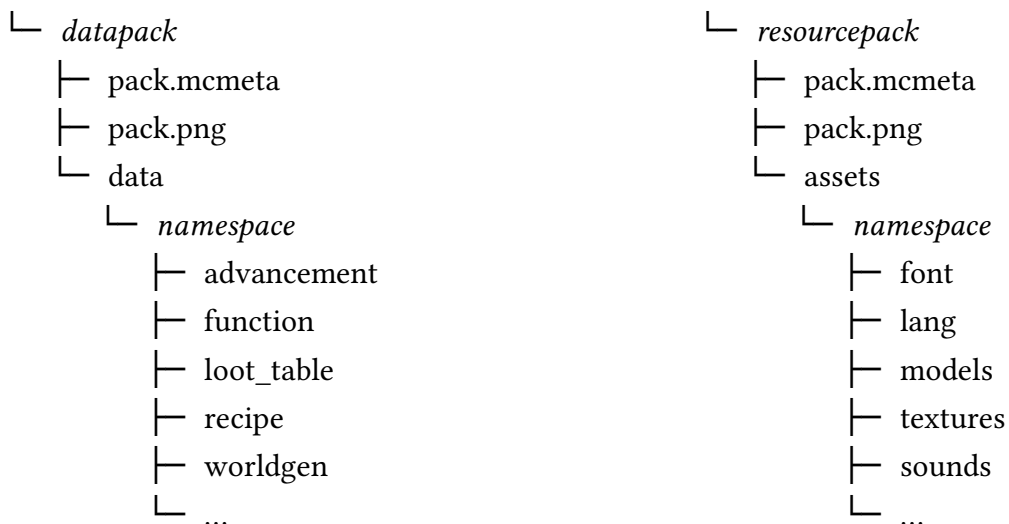 └─ datapack
├─ pack.mcmeta
├─ pack.png
└─ data
└─ namespace
├─ advancement
├─ function
├─ loot_table
├─ recipe
├─ worldgen
└─ ...
└─ resourcepack
├─ pack.mcmeta
├─ pack.png
└─ assets
└─ namespace
├─ font
├─ lang
├─ models
├─ textures
├─ sounds
└─ ...